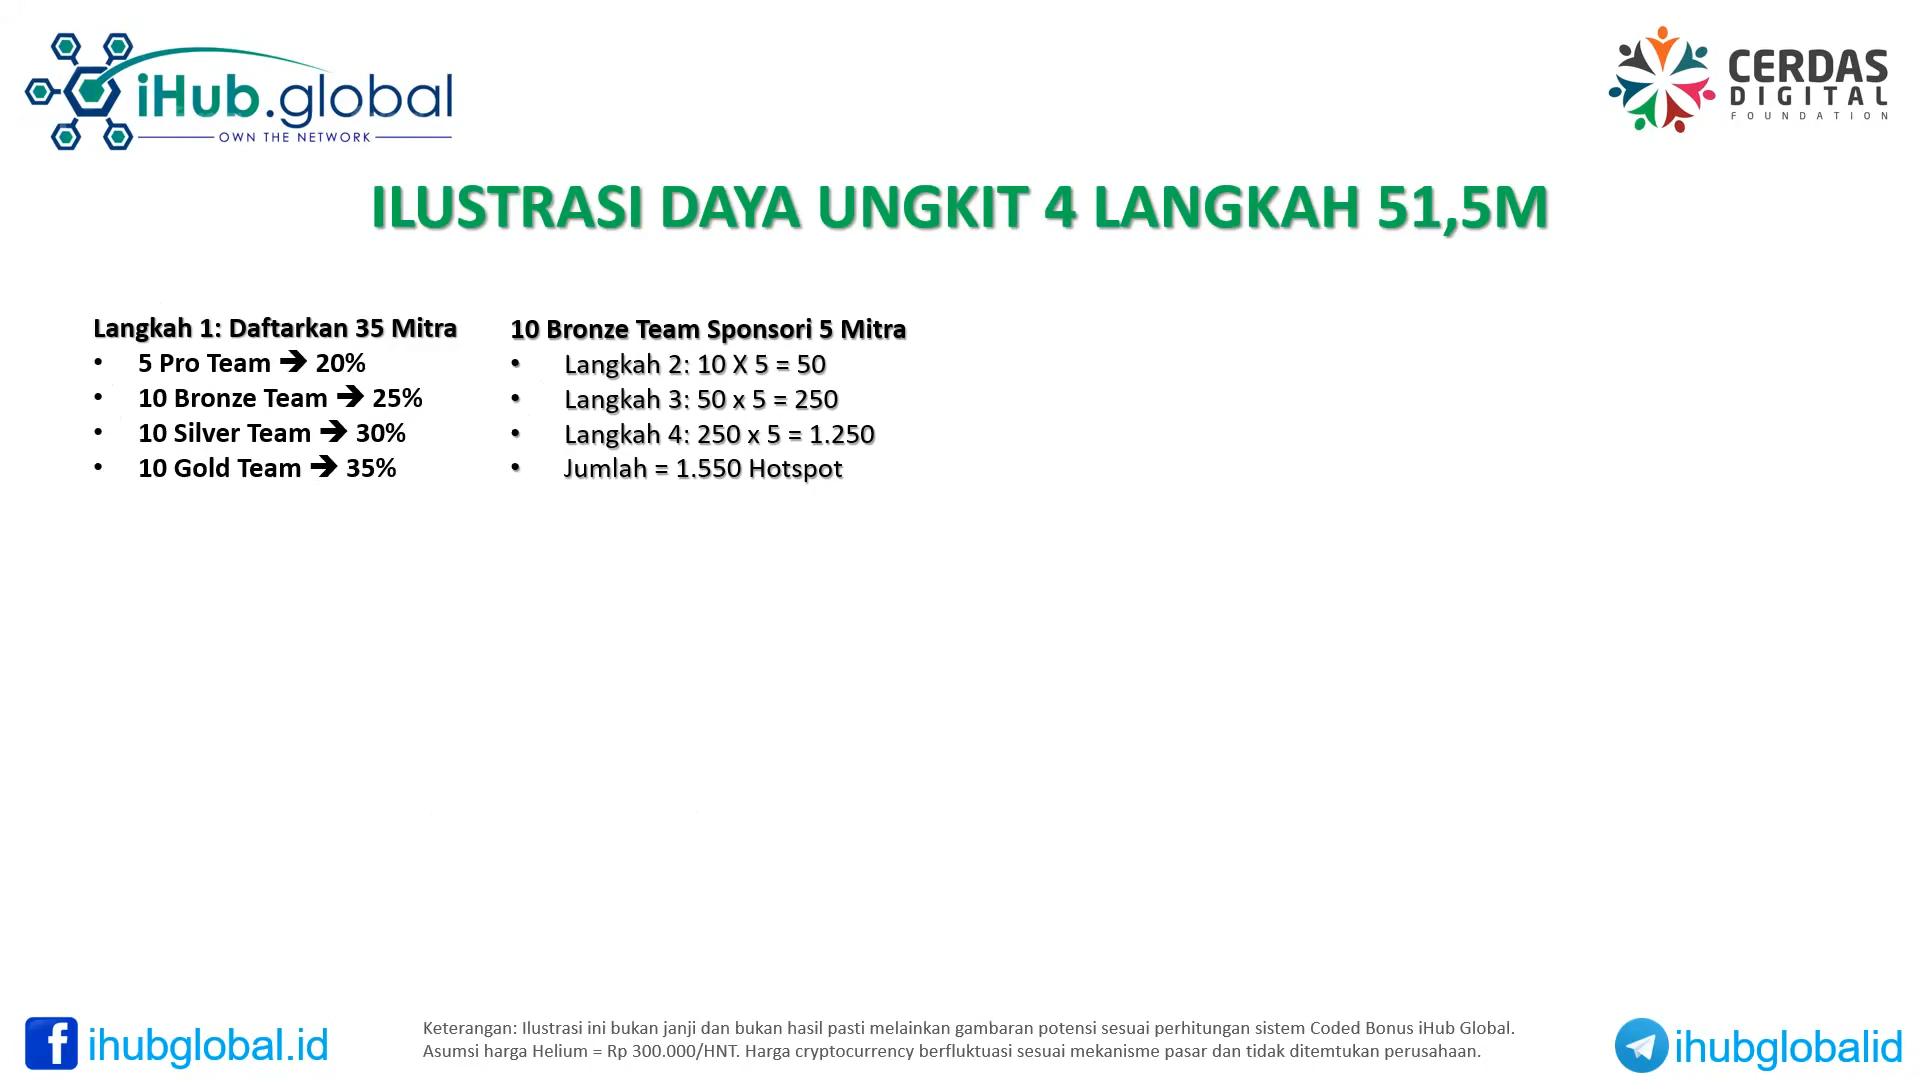 iHub.global
OWN THE NETWORK
CERDAS
DIGITAL
FOUNDATION
ILUSTRASI DAYA UNGKIT 4 LANGKAH 51,5M
Langkah 1: Daftarkan 35 Mitra
• 5 Pro Team ➔ 20%
• 10 Bronze Team ➔ 25%
• 10 Silver Team ➔ 30%
• 10 Gold Team ➔ 35%
10 Bronze Team Sponsori 5 Mitra
• Langkah 2: 10 X 5 = 50
• Langkah 3: 50 x 5 = 250
• Langkah 4: 250 x 5 = 1.250
• Jumlah = 1.550 Hotspot
ihubglobal.id
Keterangan: Ilustrasi ini bukan janji dan bukan hasil pasti melainkan gambaran potensi sesuai perhitungan sistem Coded Bonus iHub Global.
Asumsi harga Helium = Rp 300.000/HNT. Harga cryptocurrency berfluktuasi sesuai mekanisme pasar dan tidak ditemtukan perusahaan.
ihubglobalid